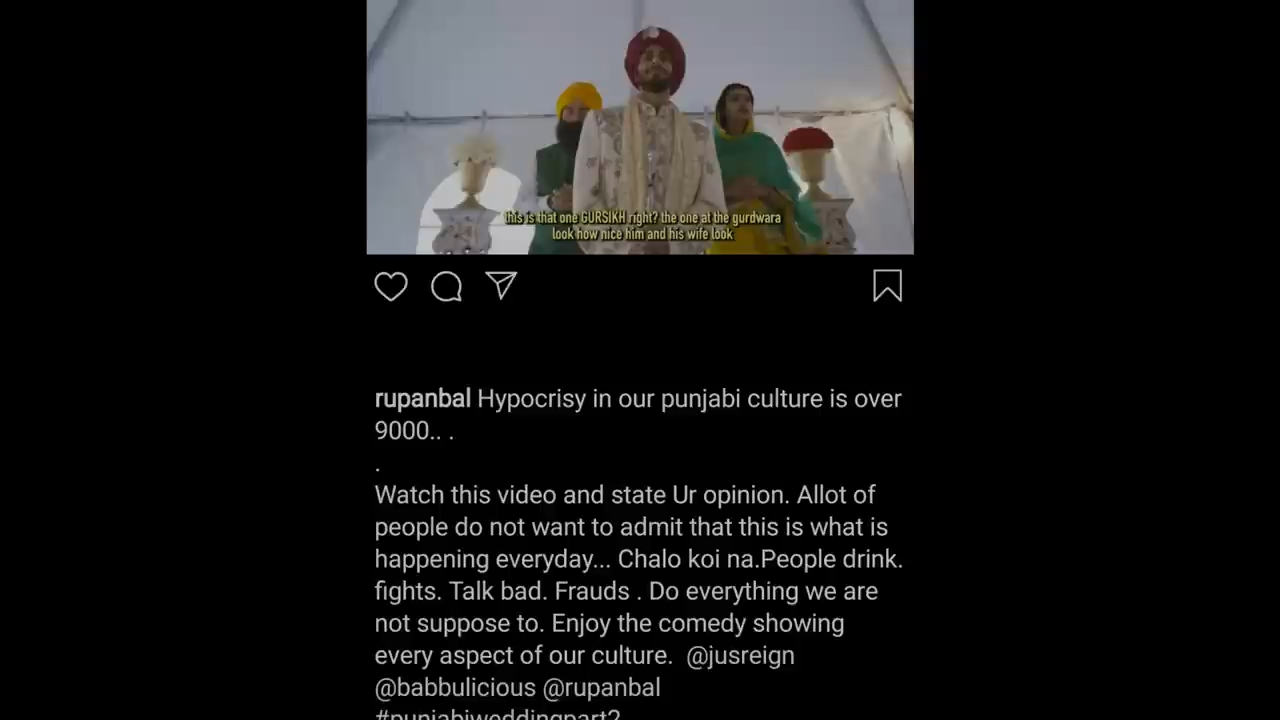 this is that one GURSIKH right? the one at the gurdwara
look how nice him and his wife look
rupanbal Hypocrisy in our punjabi culture is over
9000.. .
.
Watch this video and state Ur opinion. Allot of
people do not want to admit that this is what is
happening everyday... Chalo koi na.People drink.
fights. Talk bad. Frauds . Do everything we are
not suppose to. Enjoy the comedy showing
every aspect of our culture.  @jusreign
@babbulicious @rupanbal
#punjabiweddingpart2